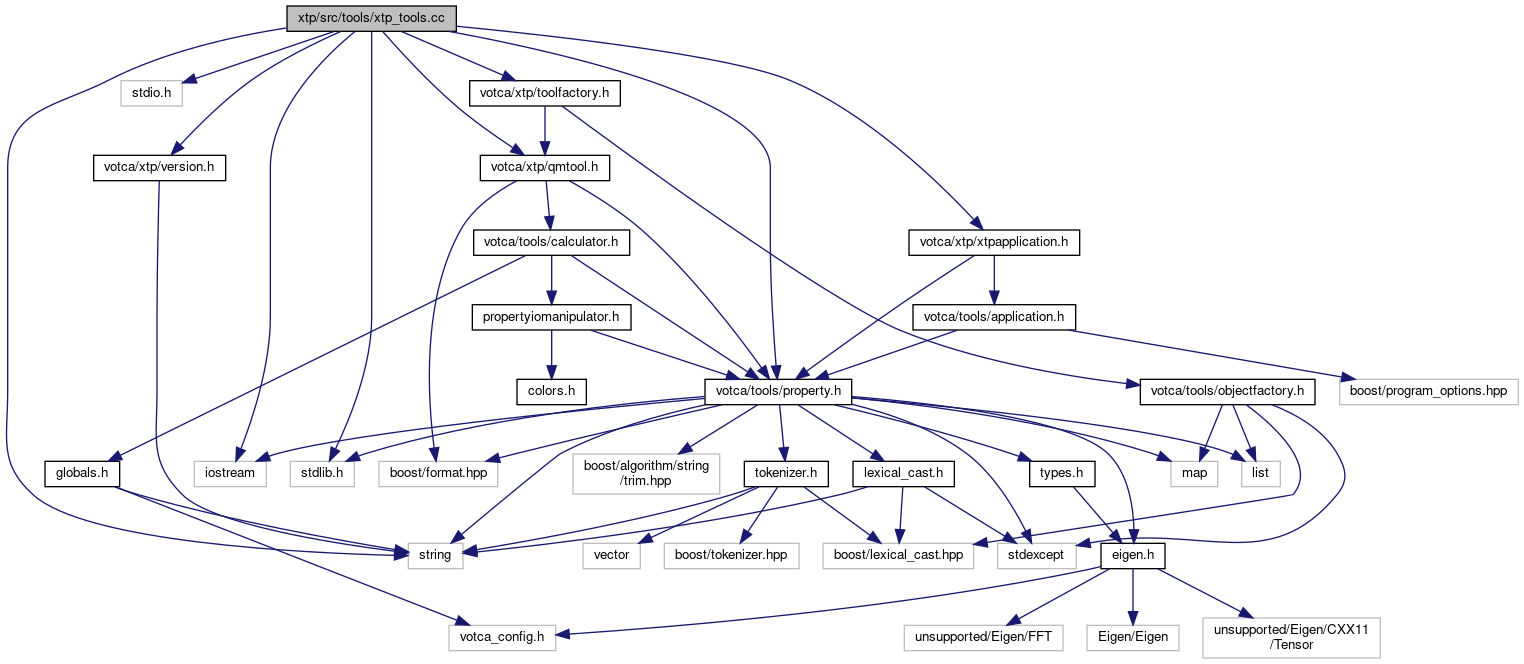 xtp/src/tools/xtp_tools.cc
stdio.h
votca/xtp/toolfactory.h
votca/xtp/version.h
votca/xtp/qmtool.h
votca/tools/calculator.h
votca/xtp/xtpapplication.h
propertyiomanipulator.h
votca/tools/application.h
colors.h
votca/tools/property.h
votca/tools/objectfactory.h
boost/program_options.hpp
globals.h
iostream
stdlib.h
boost/format.hpp
boost/algorithm/string
/trim.hpp
tokenizer.h
lexical_cast.h
types.h
map
list
string
vector
boost/tokenizer.hpp
boost/lexical_cast.hpp
stdexcept
eigen.h
votca_config.h
unsupported/Eigen/FFT
Eigen/Eigen
unsupported/Eigen/CXX11
/Tensor